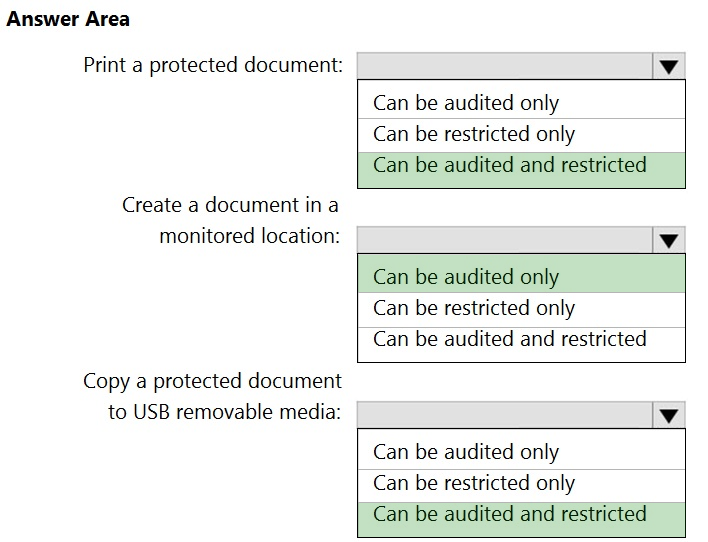 Answer Area
Print a protected document:
Can be audited only
Can be restricted only
Can be audited and restricted
Create a document in a
monitored location:
Can be audited only
Can be restricted only
Can be audited and restricted
Copy a protected document
to USB removable media:
Can be audited only
Can be restricted only
Can be audited and restricted